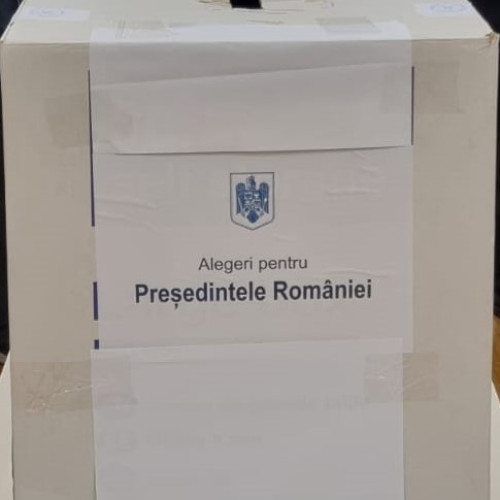 Alegeri pentru
Președintele României